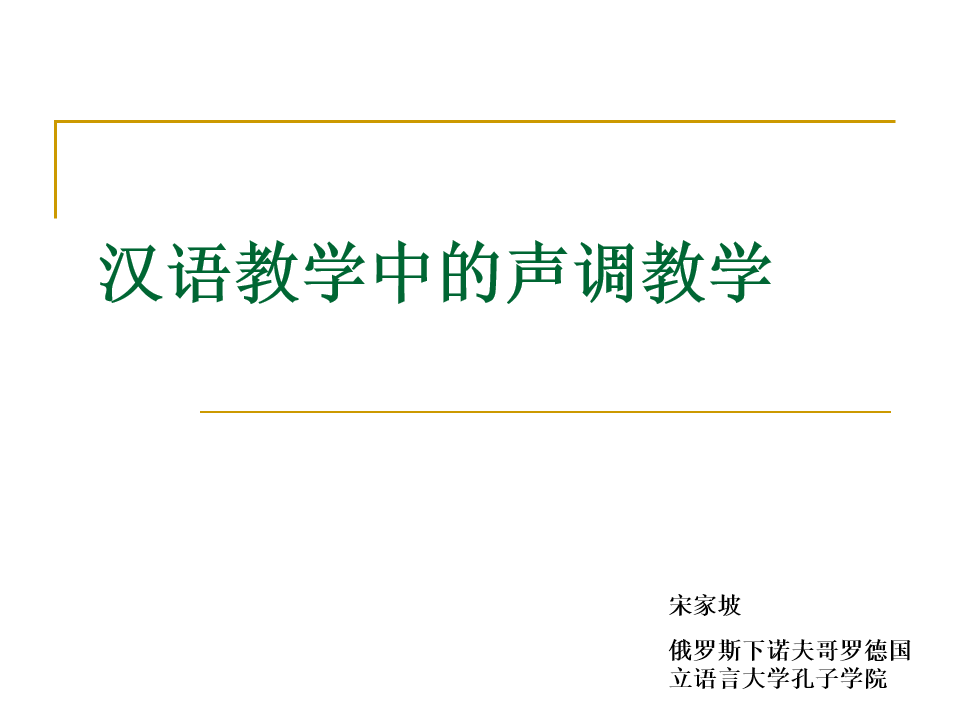 汉语教学中的声调教学
宋家坡
俄罗斯下诺夫哥罗德国
立语言大学孔子学院